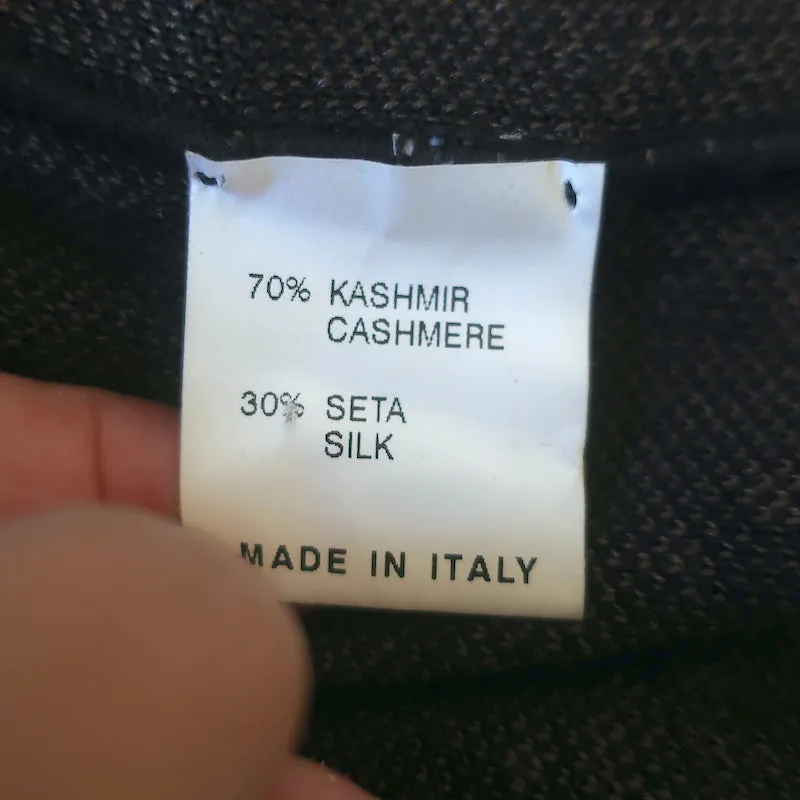 70% KASHMIR
CASHMERE
30% SETA
SILK
MADE IN ITALY